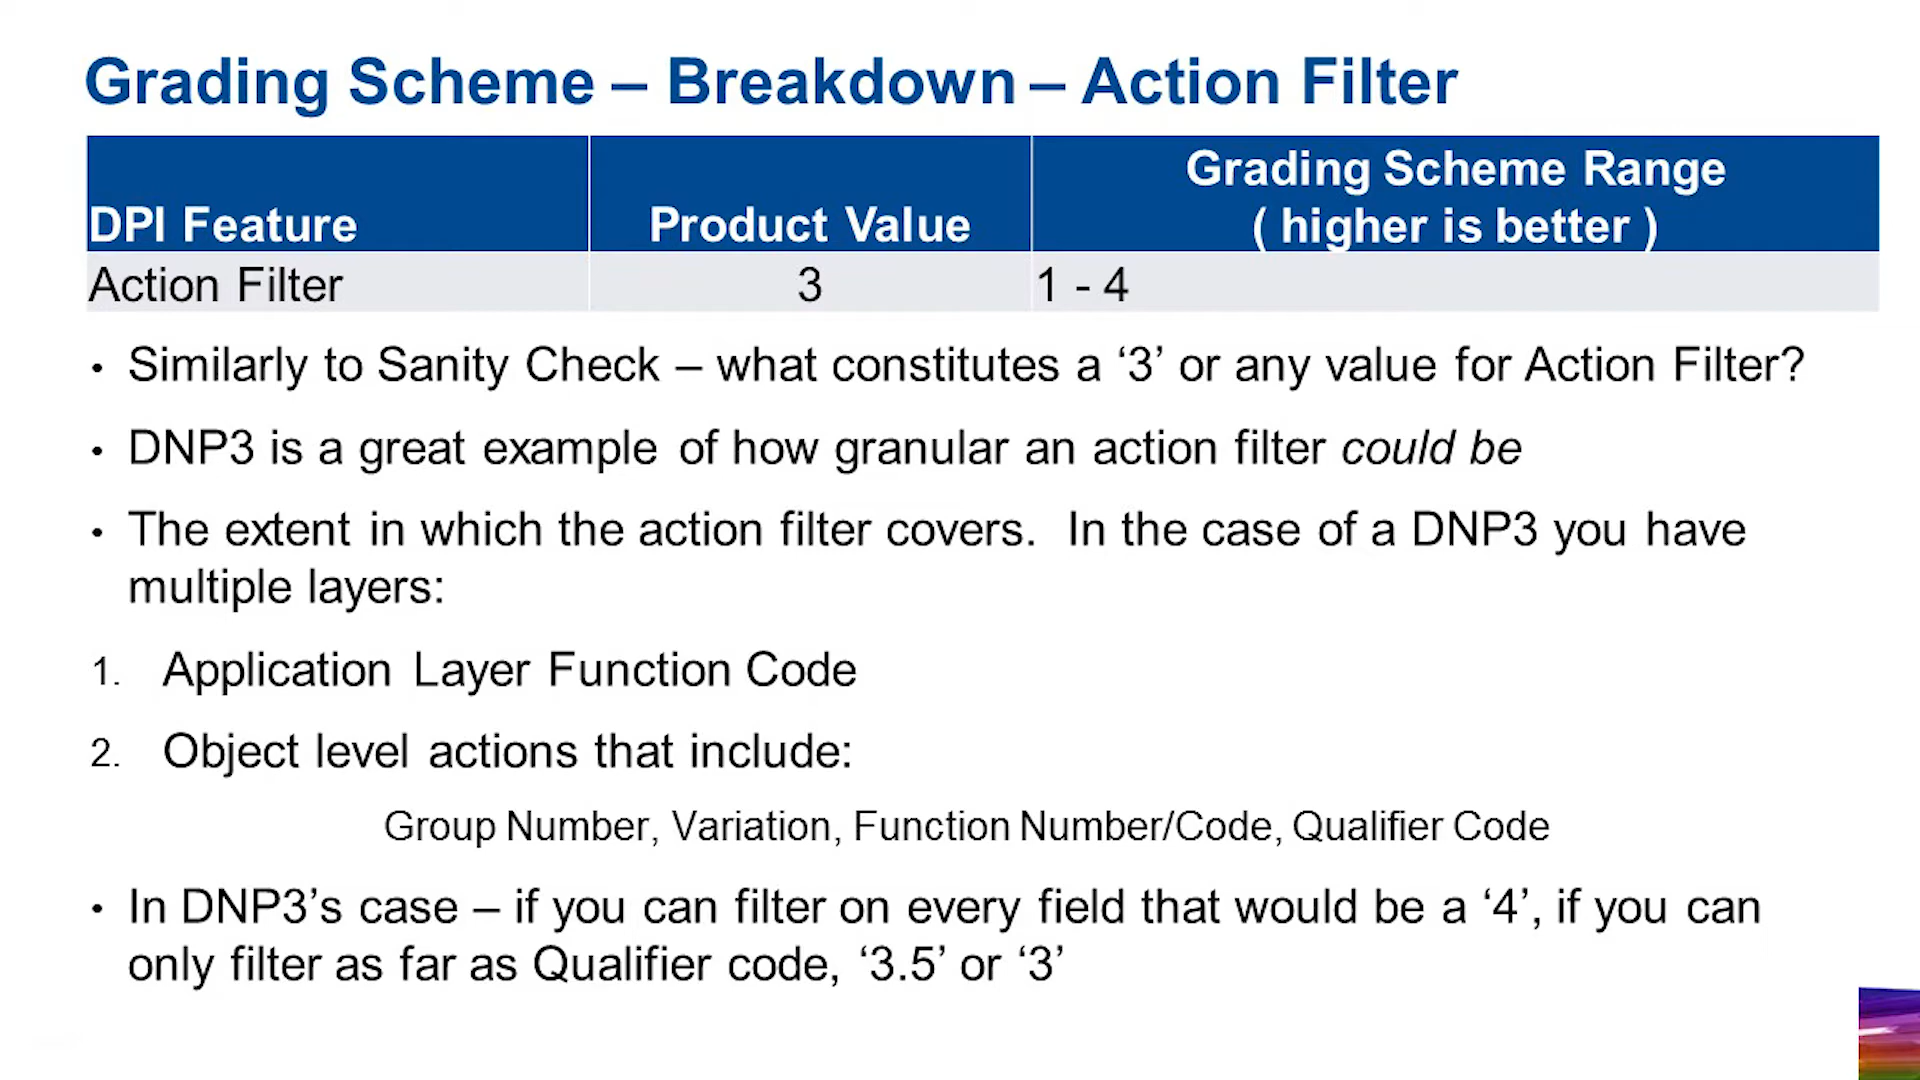 Grading Scheme – Breakdown – Action Filter
DPI Feature
Product Value
Grading Scheme Range
( higher is better )
Action Filter
3
1 - 4
• Similarly to Sanity Check – what constitutes a ‘3’ or any value for Action Filter?
• DNP3 is a great example of how granular an action filter could be
• The extent in which the action filter covers. In the case of a DNP3 you have
multiple layers:
1. Application Layer Function Code
2. Object level actions that include:
Group Number, Variation, Function Number/Code, Qualifier Code
• In DNP3’s case – if you can filter on every field that would be a ‘4’, if you can
only filter as far as Qualifier code, ‘3.5’ or ‘3’